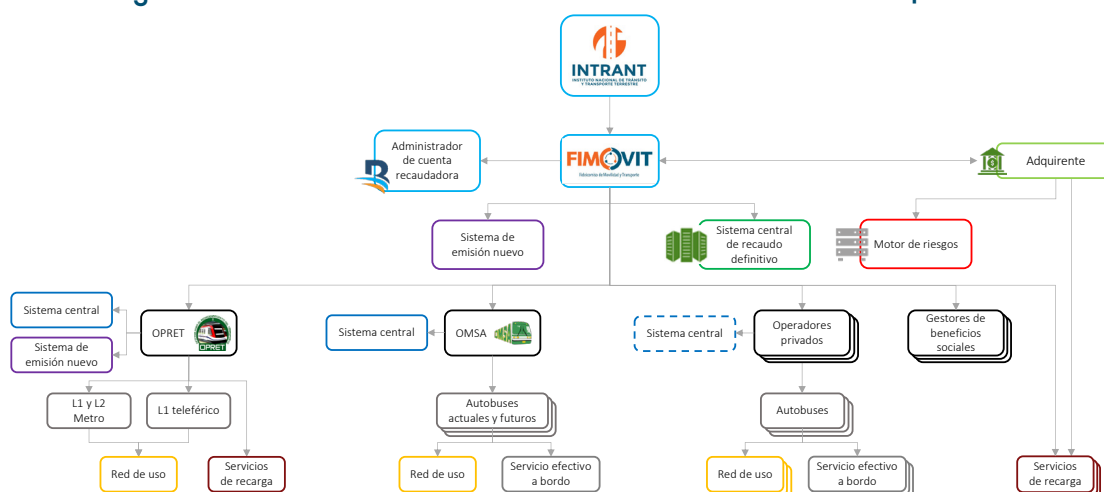 INTRANT
INSTITUTO NACIONAL DE TRÁNSITO
Y TRANSPORTE TERRESTRE
Administrador
de cuenta
recaudadora
FIMOVIT
Adquirente
Sistema de
emisión nuevo
Sistema central
de recaudo
definitivo
Motor de riesgos
Sistema central
Sistema de
emisión nuevo
OPRET
OPRET
Sistema central
OMSA
Sistema central
Operadores
privados
Gestores de
beneficios
sociales
L1 y L2
Metro
L1 teleférico
Autobuses
actuales y futuros
Autobuses
Red de uso
Servicios
de recarga
Red de uso
Servicio efectivo
a bordo
Red de uso
Servicio efectivo
a bordo
Servicios
de recarga